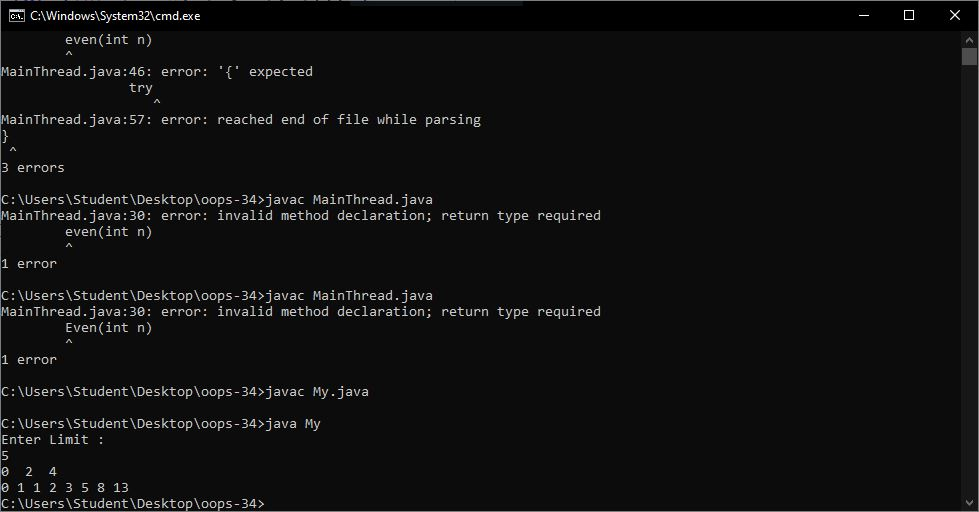 C:\Windows\System32\cmd.exe
even(int n)
^
MainThread.java:46: error: '{' expected
try
^
MainThread.java:57: error: reached end of file while parsing
}
^
3 errors
C:\Users\Student\Desktop\oops-34>javac MainThread.java
MainThread.java:30: error: invalid method declaration; return type required
even(int n)
^
1 error
C:\Users\Student\Desktop\oops-34>javac MainThread.java
MainThread.java:30: error: invalid method declaration; return type required
Even(int n)
^
1 error
C:\Users\Student\Desktop\oops-34>javac My.java
C:\Users\Student\Desktop\oops-34>java My
Enter Limit :
5
0  2  4
0 1 1 2 3 5 8 13
C:\Users\Student\Desktop\oops-34>